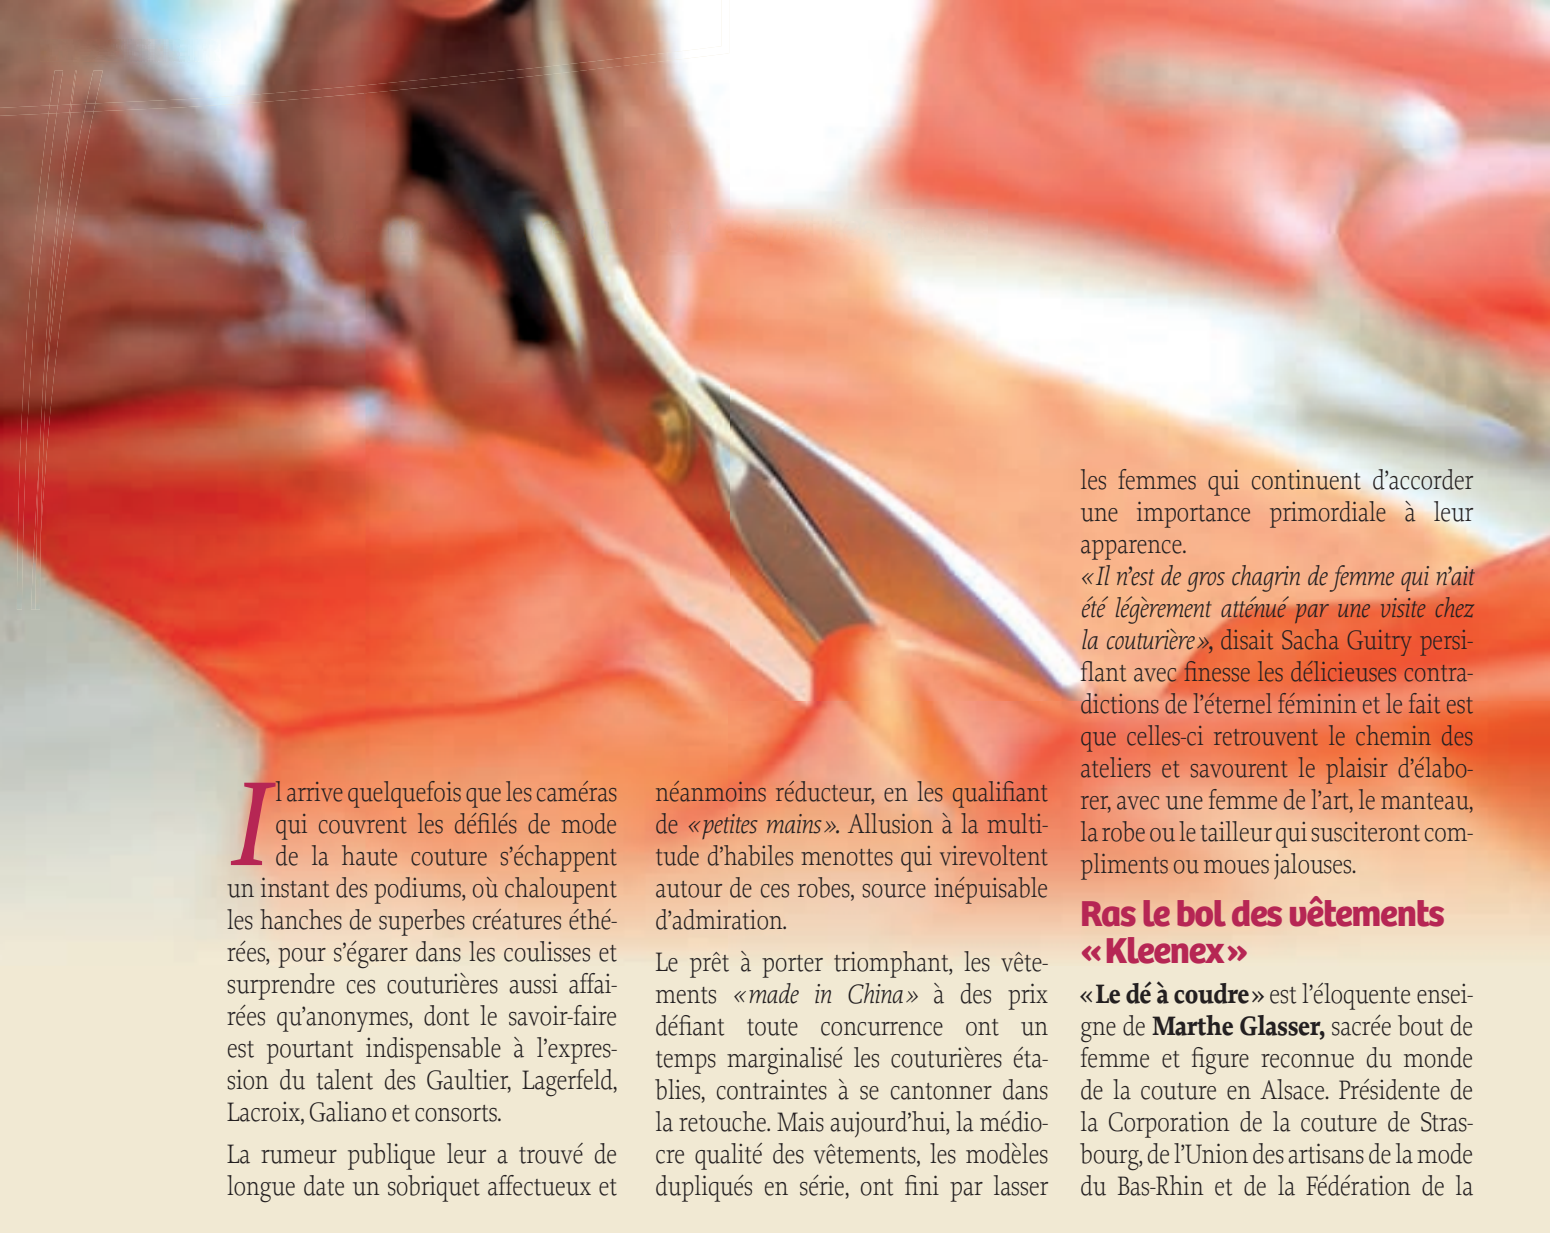 Il arrive quelquefois que les caméras
qui couvrent les défilés de mode
de la haute couture s'échappent
un instant des podiums, où chaloupent
les hanches de superbes créatures éthé-
rées, pour s'égarer dans les coulisses et
surprendre ces couturières aussi affai-
rées qu'anonymes, dont le savoir-faire
est pourtant indispensable à l'expres-
sion du talent des Gaultier, Lagerfeld,
Lacroix, Galiano et consorts.
La rumeur publique leur a trouvé de
longue date un sobriquet affectueux et
néanmoins réducteur, en les qualifiant
de «petites mains». Allusion à la multi-
tude d'habiles menottes qui virevoltent
autour de ces robes, source inépuisable
d'admiration.
Le prêt à porter triomphant, les vête-
ments «made in China» à des prix
défiant toute concurrence ont un
temps marginalisé les couturières éta-
blies, contraintes à se cantonner dans
la retouche. Mais aujourd'hui, la médio-
cre qualité des vêtements, les modèles
dupliqués en série, ont fini par lasser
les femmes qui continuent d'accorder
une importance primordiale à leur
apparence.
«Il n'est de gros chagrin de femme qui n'ait
été légèrement atténué par une visite chez
la couturière», disait Sacha Guitry persi-
flant avec finesse les délicieuses contra-
dictions de l'éternel féminin et le fait est
que celles-ci retrouvent le chemin des
ateliers et savourent le plaisir d'élabo-
rer, avec une femme de l'art, le manteau,
la robe ou le tailleur qui susciteront com-
pliments ou moues jalouses.
Ras le bol des vêtements
«Kleenex»
«Le dé à coudre» est l'éloquente ensei-
gne de Marthe Glasser, sacrée bout de
femme et figure reconnue du monde
de la couture en Alsace. Présidente de
la Corporation de la couture de Stras-
bourg, de l'Union des artisans de la mode
du Bas-Rhin et de la Fédération de la